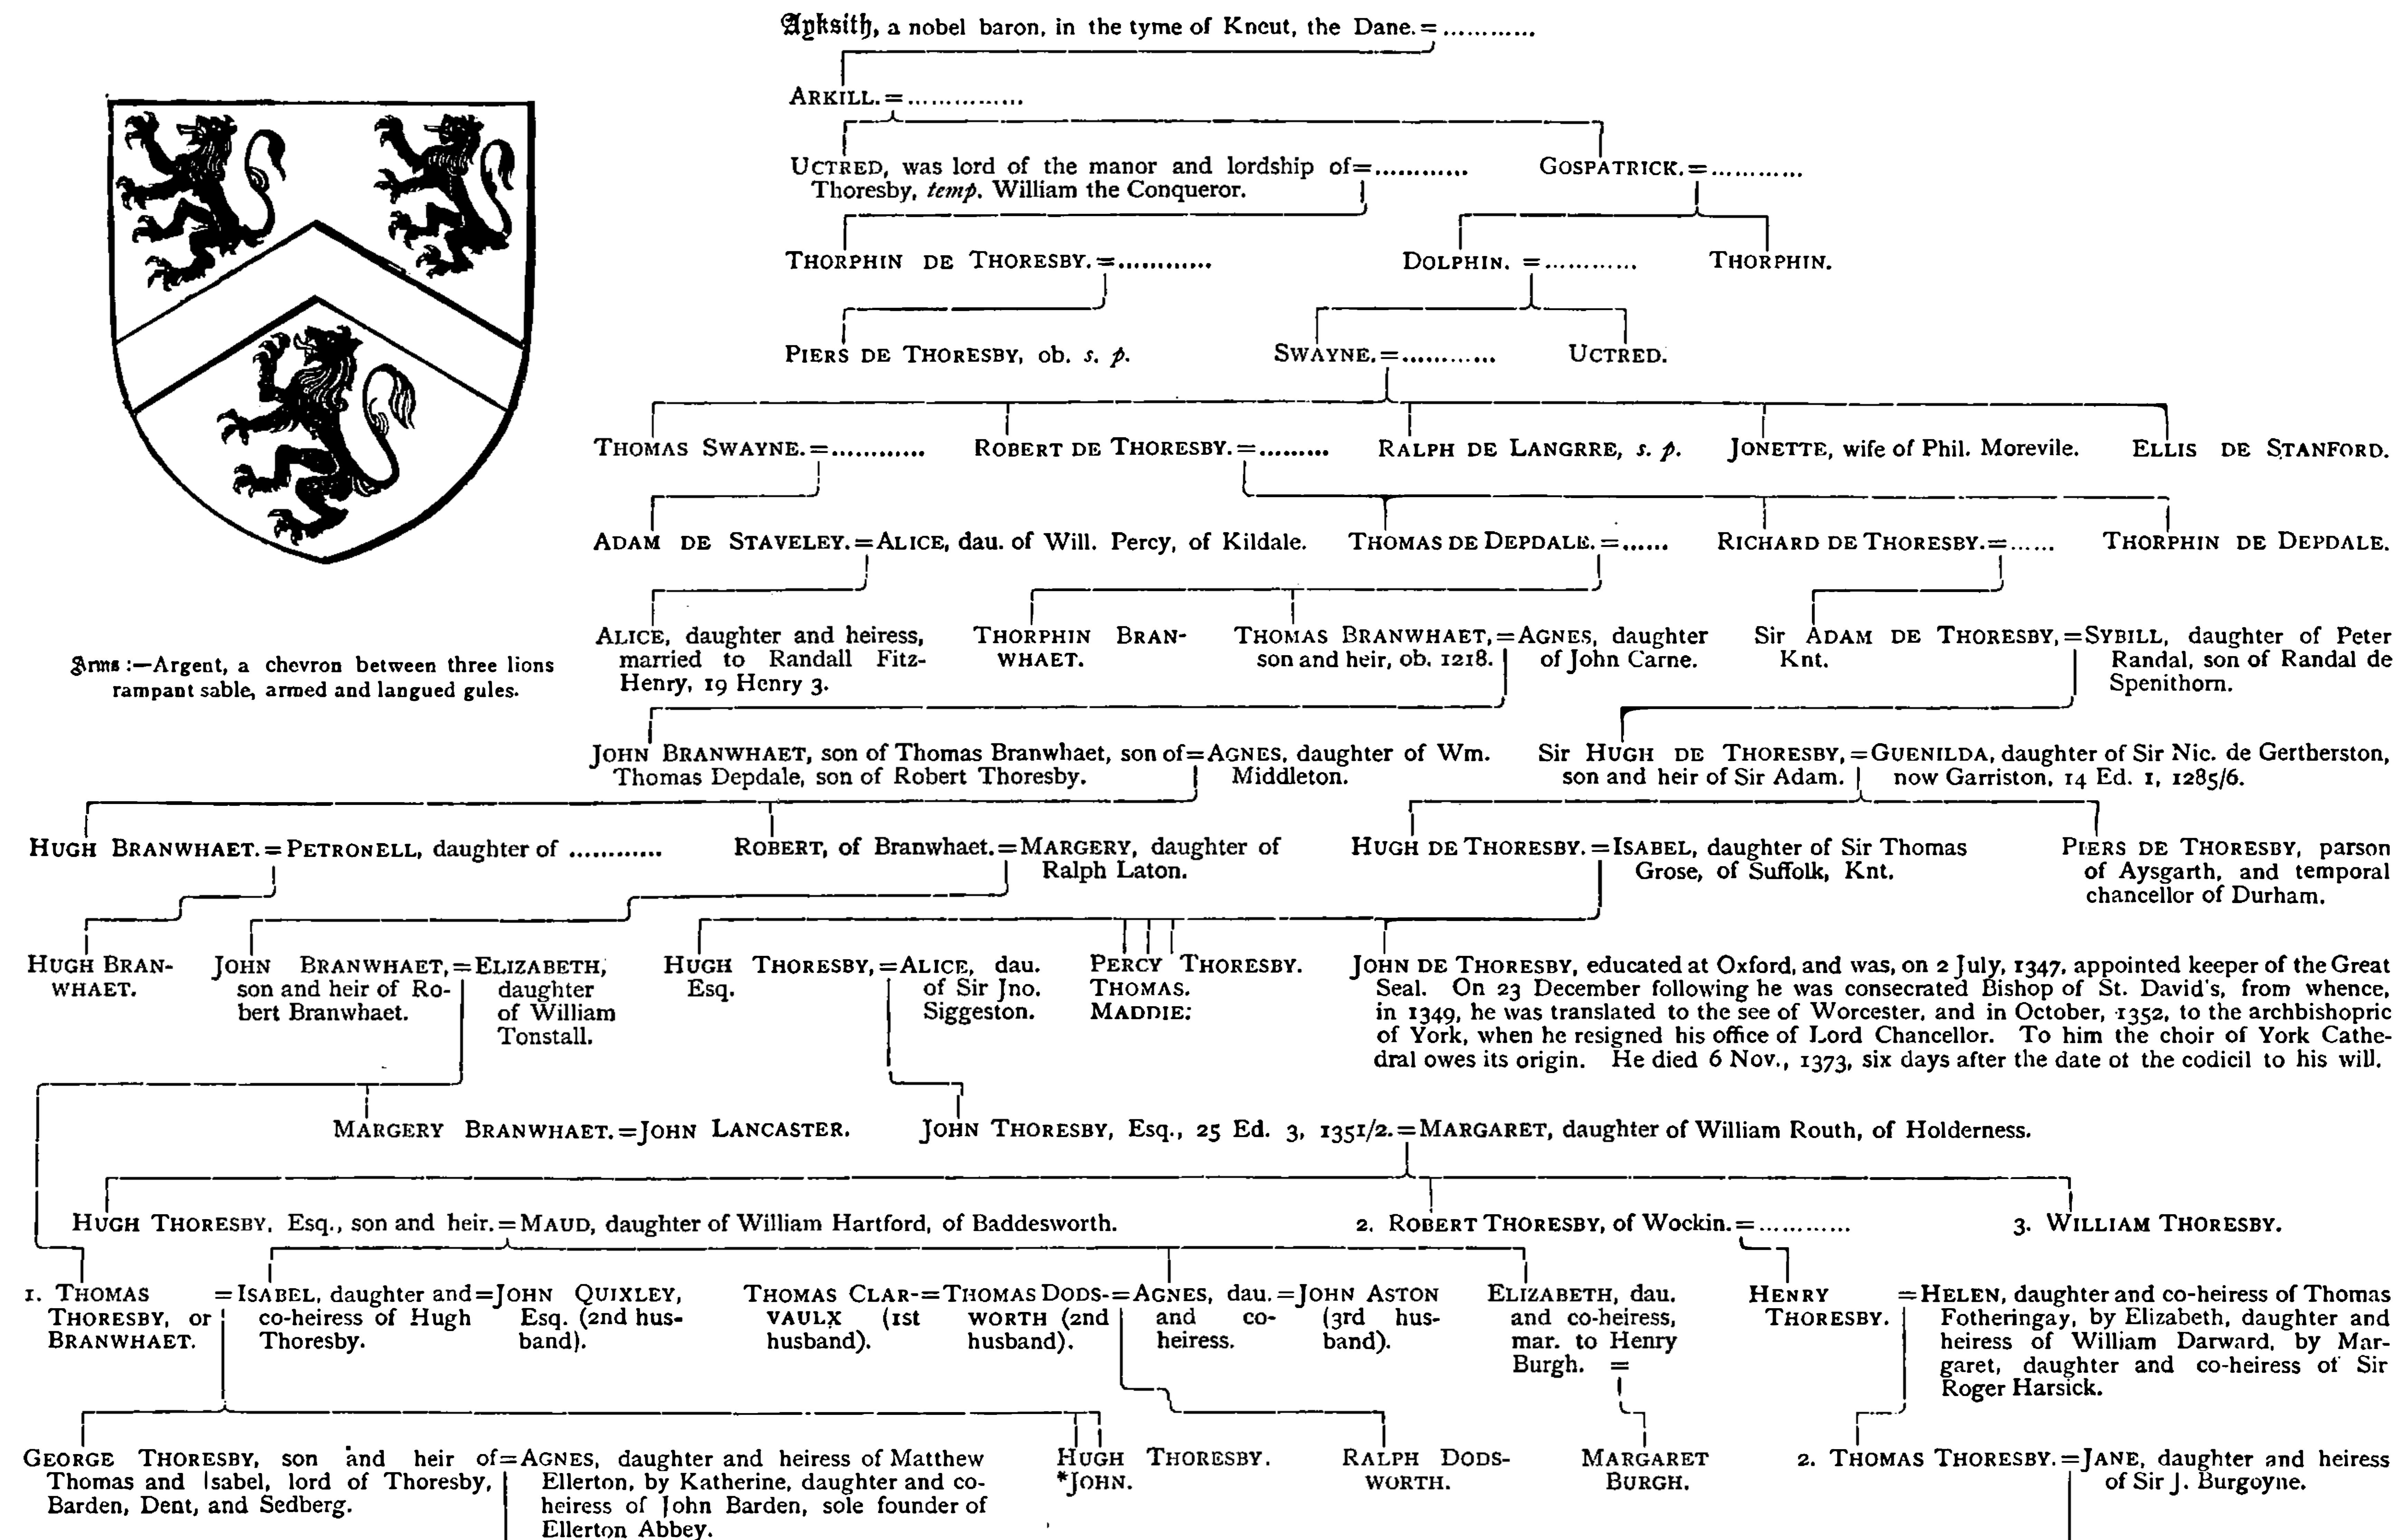 Ayksith, a nobel baron, in the tyme of Kneut, the Dane. = ............
ARKILL. = ...............
UCTRED, was lord of the manor and lordship of = ............
Thoresby, temp. William the Conqueror.
GOSPATRICK. = ............
THORPHIN DE THORESBY. = ............
DOLPHIN. = ............
THORPHIN.
PIERS DE THORESBY, ob. s. p.
SWAYNE. = ............
UCTRED.
THOMAS SWAYNE. = ............
ROBERT DE THORESBY. = .........
RALPH DE LANGRRE, s. p.
JONETTE, wife of Phil. Morevile.
ELLIS DE STANFORD.
ADAM DE STAVELEY. = ALICE, dau. of Will. Percy, of Kildale.
THOMAS DE DEPDALE. = ......
RICHARD DE THORESBY. = ......
THORPHIN DE DEPDALE.
Arms :—Argent, a chevron between three lions
rampant sable, armed and langued gules.
ALICE, daughter and heiress,
married to Randall Fitz-
Henry, 19 Henry 3.
THORPHIN BRAN-
WHAET.
THOMAS BRANWHAET, = AGNES, daughter
son and heir, ob. 1218. of John Carne.
Sir ADAM DE THORESBY, = SYBILL, daughter of Peter
Knt. Randal, son of Randal de
Spenithorn.
JOHN BRANWHAET, son of Thomas Branwhaet, son of = AGNES, daughter of Wm.
Thomas Depdale, son of Robert Thoresby. Middleton.
Sir HUGH DE THORESBY, = GUENILDA, daughter of Sir Nic. de Gertherston,
son and heir of Sir Adam. now Garriston, 14 Ed. 1, 1285/6.
HUGH BRANWHAET. = PETRONELL, daughter of ............
ROBERT, of Branwhaet. = MARGERY, daughter of
Ralph Laton.
HUGH DE THORESBY. = ISABEL, daughter of Sir Thomas
Grose, of Suffolk, Knt.
PIERS DE THORESBY, parson
of Aysgarth, and temporal
chancellor of Durham.
HUGH BRAN-
WHAET.
JOHN BRANWHAET, = ELIZABETH,
son and heir of Ro- daughter
bert Branwhaet. of William
Tonstall.
HUGH THORESBY, = ALICE, dau.
Esq. of Sir Jno.
Siggeston.
PERCY THORESBY.
THOMAS.
MADDIE.
JOHN DE THORESBY, educated at Oxford, and was, on 2 July, 1347, appointed keeper of the Great
Seal. On 23 December following he was consecrated Bishop of St. David's, from whence,
in 1349, he was translated to the see of Worcester, and in October, 1352, to the archbishopric
of York, when he resigned his office of Lord Chancellor. To him the choir of York Cathe-
dral owes its origin. He died 6 Nov., 1373, six days after the date of the codicil to his will.
MARGERY BRANWHAET. = JOHN LANCASTER.
JOHN THORESBY, Esq., 25 Ed. 3, 1351/2. = MARGARET, daughter of William Routh, of Holderness.
HUGH THORESBY, Esq., son and heir. = MAUD, daughter of William Hartford, of Baddesworth.
2. ROBERT THORESBY, of Wockin. = ............
3. WILLIAM THORESBY.
1. THOMAS = ISABEL, daughter and = JOHN QUIXLEY,
THORESBY, or co-heiress of Hugh Esq. (2nd hus-
BRANWHAET. Thoresby. band).
THOMAS CLAR- = THOMAS DODS- = AGNES, dau. = JOHN ASTON
VAULX (1st WORTH (2nd and co- (3rd hus-
husband). husband). heiress. band).
ELIZABETH, dau.
and co-heiress,
mar. to Henry
Burgh. =
HENRY = HELEN, daughter and co-heiress of Thomas
THORESBY. Fotheringay, by Elizabeth, daughter and
heiress of William Darward, by Mar-
garet, daughter and co-heiress of Sir
Roger Harsick.
GEORGE THORESBY, son and heir of = AGNES, daughter and heiress of Matthew
Thomas and Isabel, lord of Thoresby, Ellerton, by Katherine, daughter and co-
Barden, Dent, and Sedberg. heiress of John Barden, sole founder of
Ellerton Abbey.
HUGH THORESBY.
*JOHN.
RALPH DODS-
WORTH.
MARGARET
BURGH.
2. THOMAS THORESBY. = JANE, daughter and heiress
of Sir J. Burgoyne.